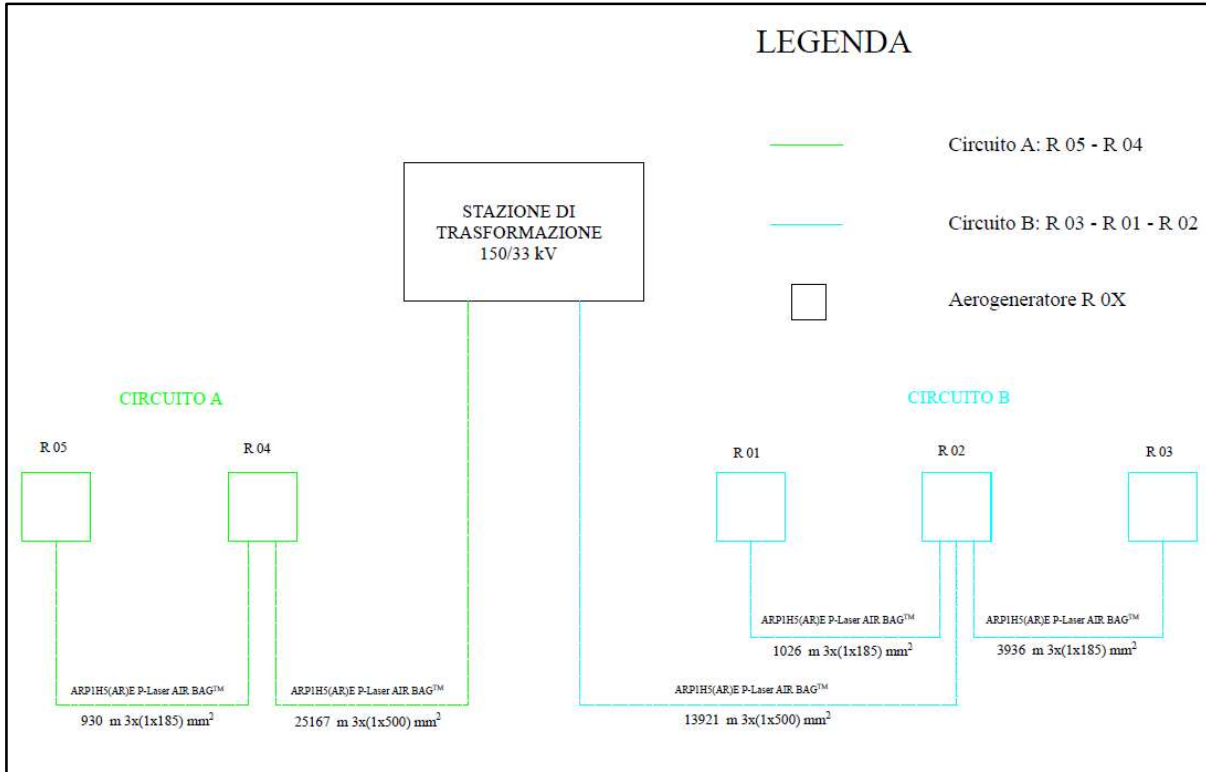 LEGENDA
Circuito A: R 05 - R 04
STAZIONE DI
TRASFORMAZIONE
150/33 kV
Circuito B: R 03 - R 01 - R 02
Aerogeneratore R 0X
CIRCUITO A
CIRCUITO B
R 05
R 04
R 01
R 02
R 03
ARP1H5(AR)E P-Laser AIR BAG™
1026 m 3x(1x185) mm²
ARP1H5(AR)E P-Laser AIR BAG™
3936 m 3x(1x185) mm²
ARP1H5(AR)E P-Laser AIR BAG™
930 m 3x(1x185) mm²
ARP1H5(AR)E P-Laser AIR BAG™
25167 m 3x(1x500) mm²
ARP1H5(AR)E P-Laser AIR BAG™
13921 m 3x(1x500) mm²